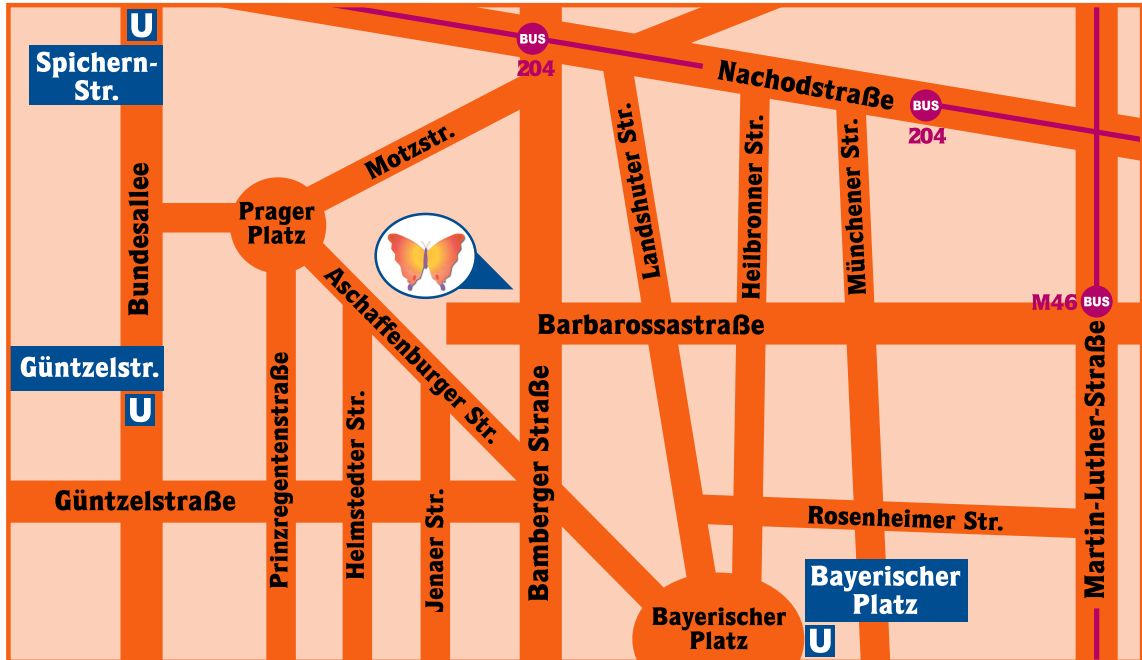 U
Spichern-
Str.
BUS
204
Nachodstraße
BUS
204
Motzstr.
Landshuter Str.
Heilbronner Str.
Münchener Str.
Bundesallee
Prager
Platz
Aschaffenburger Str.
M46 BUS
Barbarossastraße
Güntzelstr.
U
Prinzregentenstraße
Helmstedter Str.
Jenaer Str.
Bamberger Straße
Martin-Luther-Straße
Güntzelstraße
Rosenheimer Str.
Bayerischer
Platz
U
Bayerischer
Platz